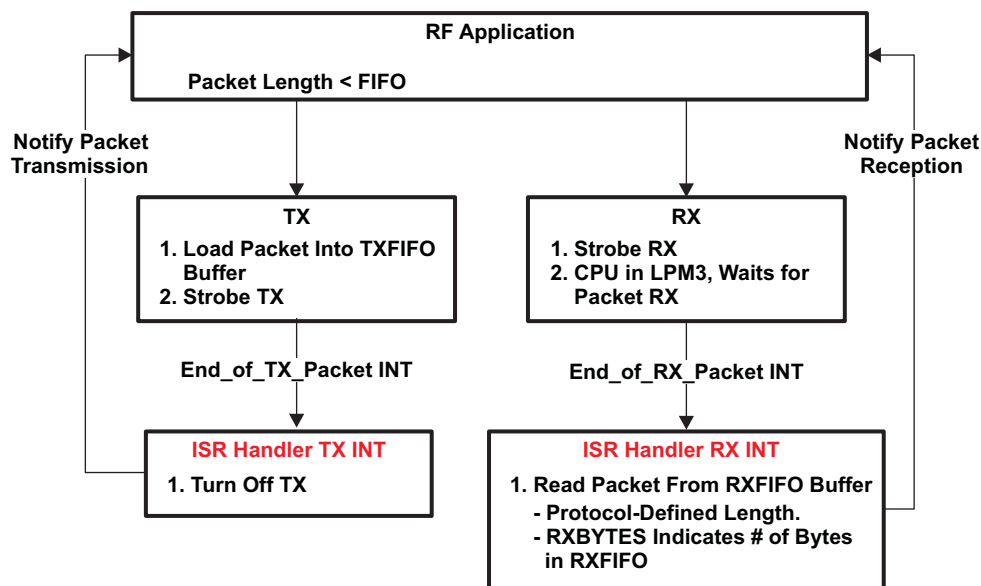 RF Application
Packet Length < FIFO
Notify Packet
Transmission
Notify Packet
Reception
TX
1. Load Packet Into TXFIFO
Buffer
2. Strobe TX
RX
1. Strobe RX
2. CPU in LPM3, Waits for
Packet RX
End_of_TX_Packet INT
End_of_RX_Packet INT
ISR Handler TX INT
1. Turn Off TX
ISR Handler RX INT
1. Read Packet From RXFIFO Buffer
- Protocol-Defined Length.
- RXBYTES Indicates # of Bytes
in RXFIFO